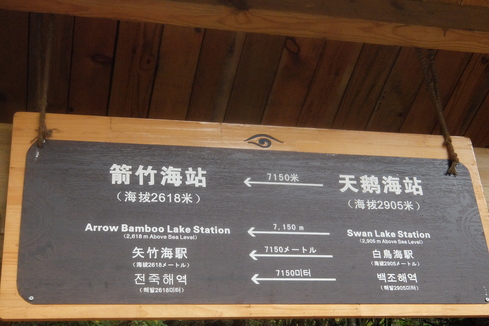 箭竹海站 7150米 天鹅海站
(海拔2618米) (海拔2905米)
Arrow Bamboo Lake Station 7,150 m Swan Lake Station
(2,618 m Above Sea Level) (2,905 m Above Sea Level)
矢竹海駅 7150メートル 白鳥海駅
(海抜2618メートル) (海抜2905メートル)
전죽해역 7150미터 백조해역
(해발2618미터) (해발2905미터)